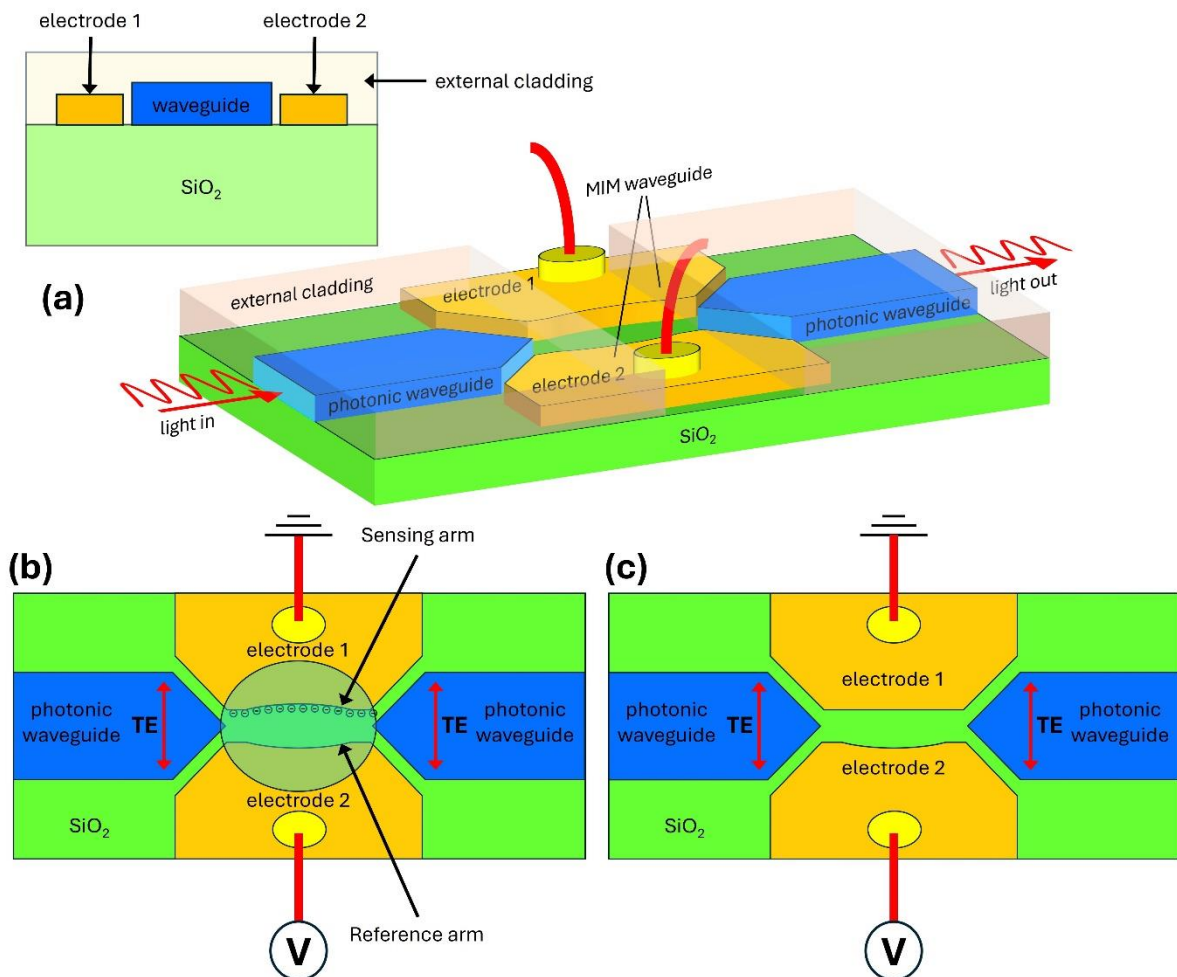 electrode 1
electrode 2
external cladding
waveguide
SiO₂
MIM waveguide
(a)
external cladding
electrode 1
light out
photonic waveguide
electrode 2
photonic waveguide
light in
SiO₂
Sensing arm
(b)
(c)
electrode 1
electrode 1
photonic
waveguide
TE
TE
photonic
waveguide
photonic
waveguide
TE
TE
photonic
waveguide
electrode 2
electrode 2
SiO₂
SiO₂
Reference arm
V
V